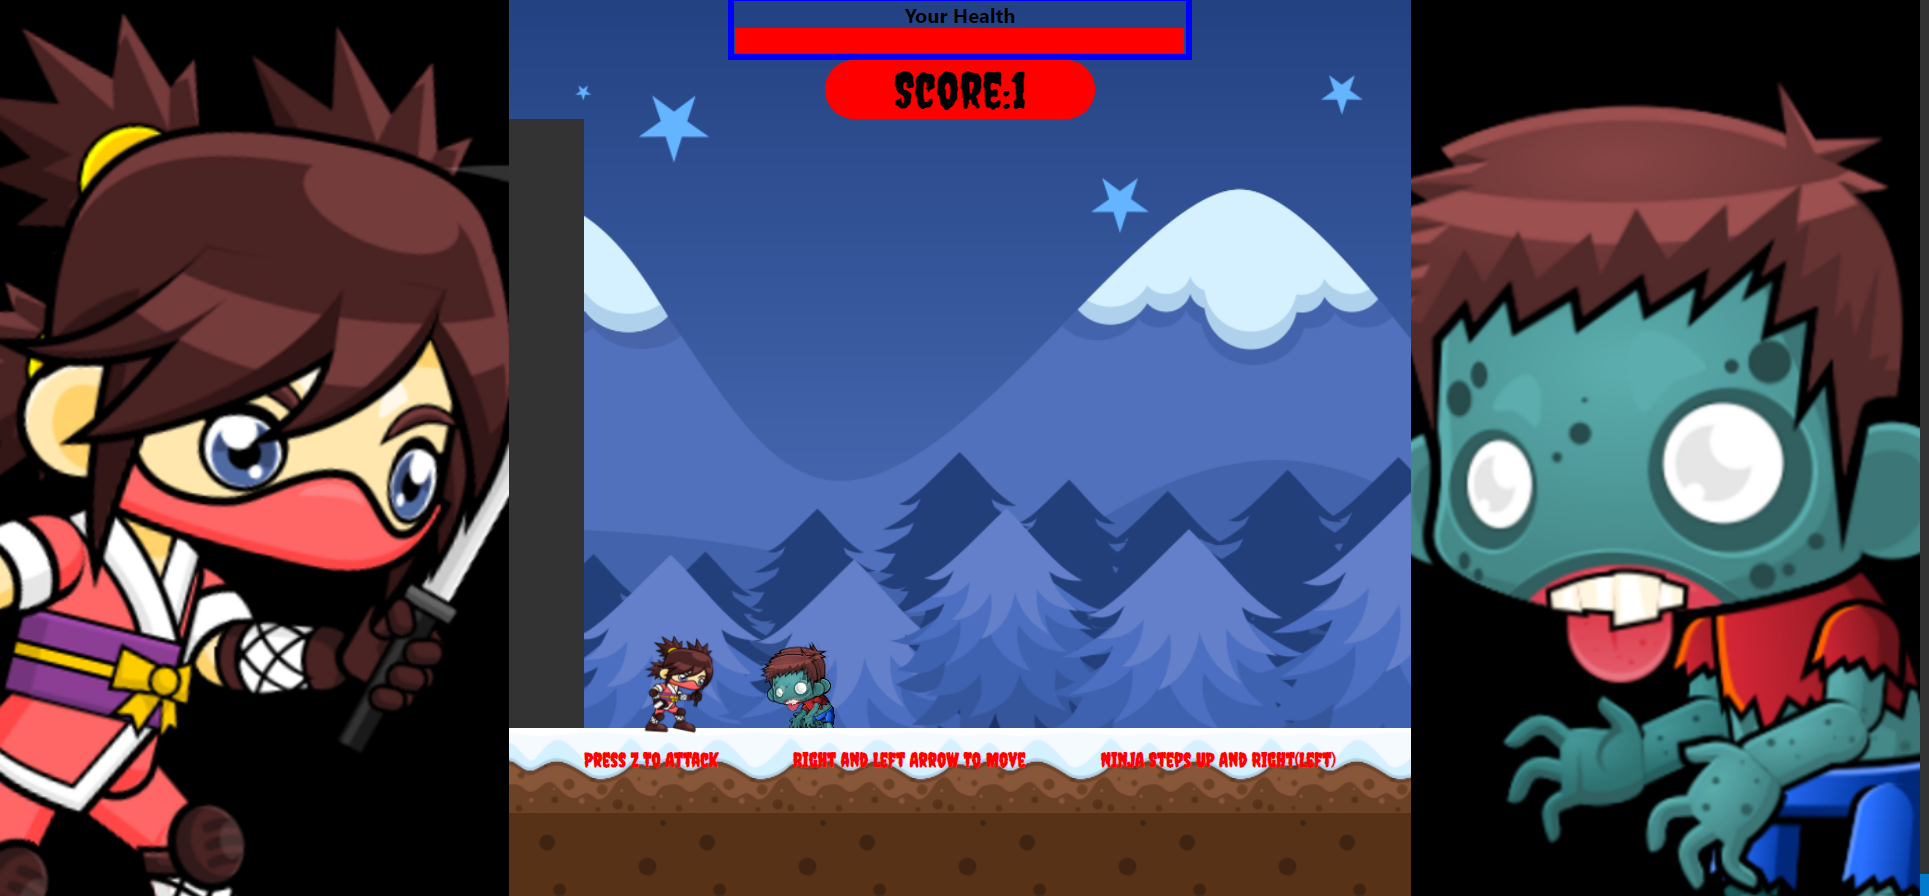 Your Health
SCORE:1
PRESS Z TO ATTACK
RIGHT AND LEFT ARROW TO MOVE
NINJA STEPS UP AND RIGHT(LEFT)